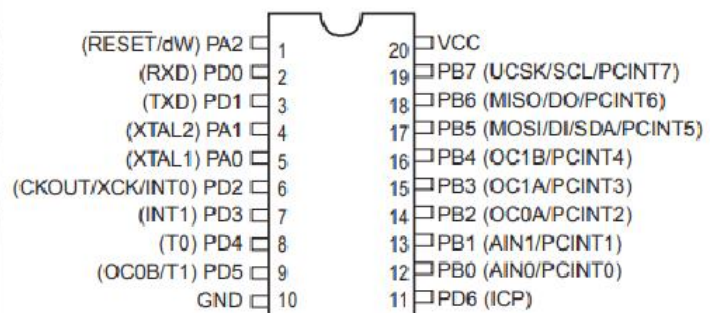 (RESET/dW) PA2 1 20 VCC
(RXD) PD0 2 19 PB7 (UCSK/SCL/PCINT7)
(TXD) PD1 3 18 PB6 (MISO/DO/PCINT6)
(XTAL2) PA1 4 17 PB5 (MOSI/DI/SDA/PCINT5)
(XTAL1) PA0 5 16 PB4 (OC1B/PCINT4)
(CKOUT/XCK/INT0) PD2 6 15 PB3 (OC1A/PCINT3)
(INT1) PD3 7 14 PB2 (OC0A/PCINT2)
(T0) PD4 8 13 PB1 (AIN1/PCINT1)
(OC0B/T1) PD5 9 12 PB0 (AIN0/PCINT0)
GND 10 11 PD6 (ICP)